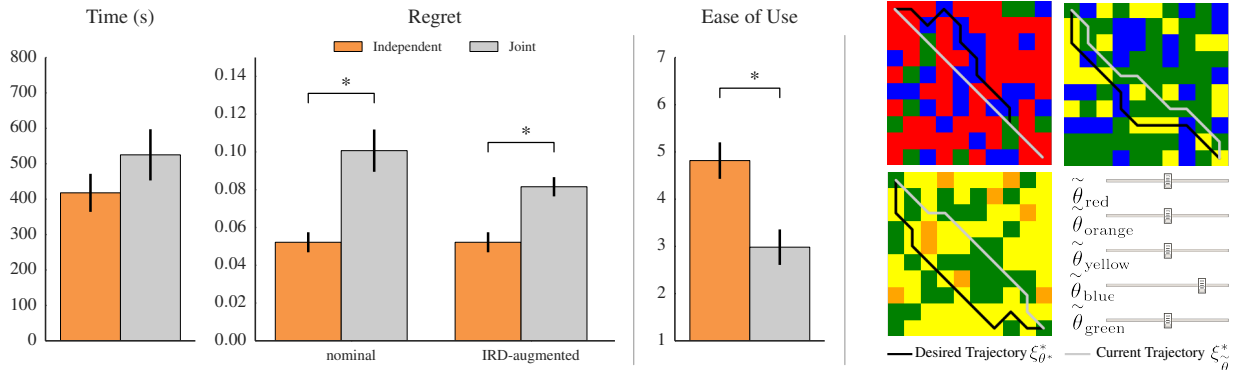 Time (s)
Regret
Ease of Use
Independent
Joint
800
700
600
500
400
300
200
100
0
0.14
0.12
0.10
0.08
0.06
0.04
0.02
0.00
*
*
nominal
IRD-augmented
7
6
5
4
3
2
1
*
θ̃red
θ̃orange
θ̃yellow
θ̃blue
θ̃green
Desired Trajectory ξ*θ*
Current Trajectory ξ*θ̃